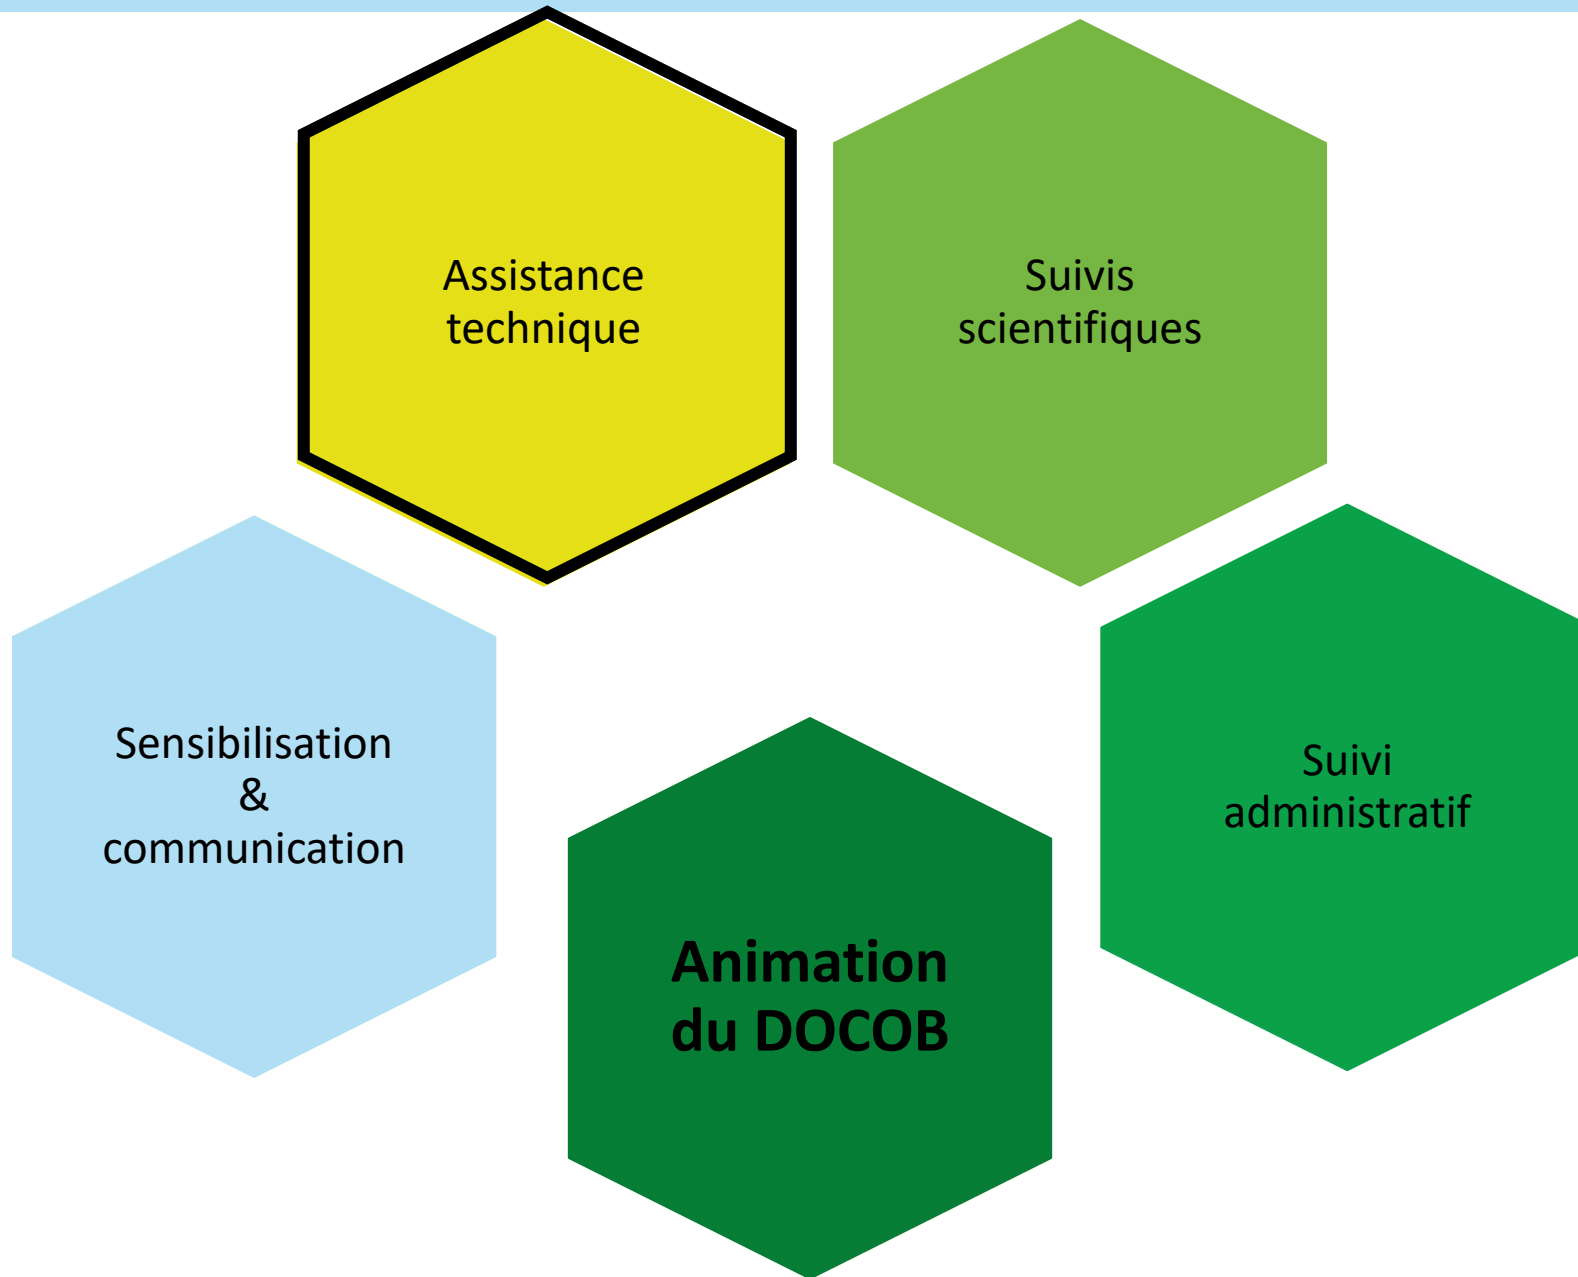 Assistance
technique
Suivis
scientifiques
Sensibilisation
&
communication
Suivi
administratif
Animation
du DOCOB